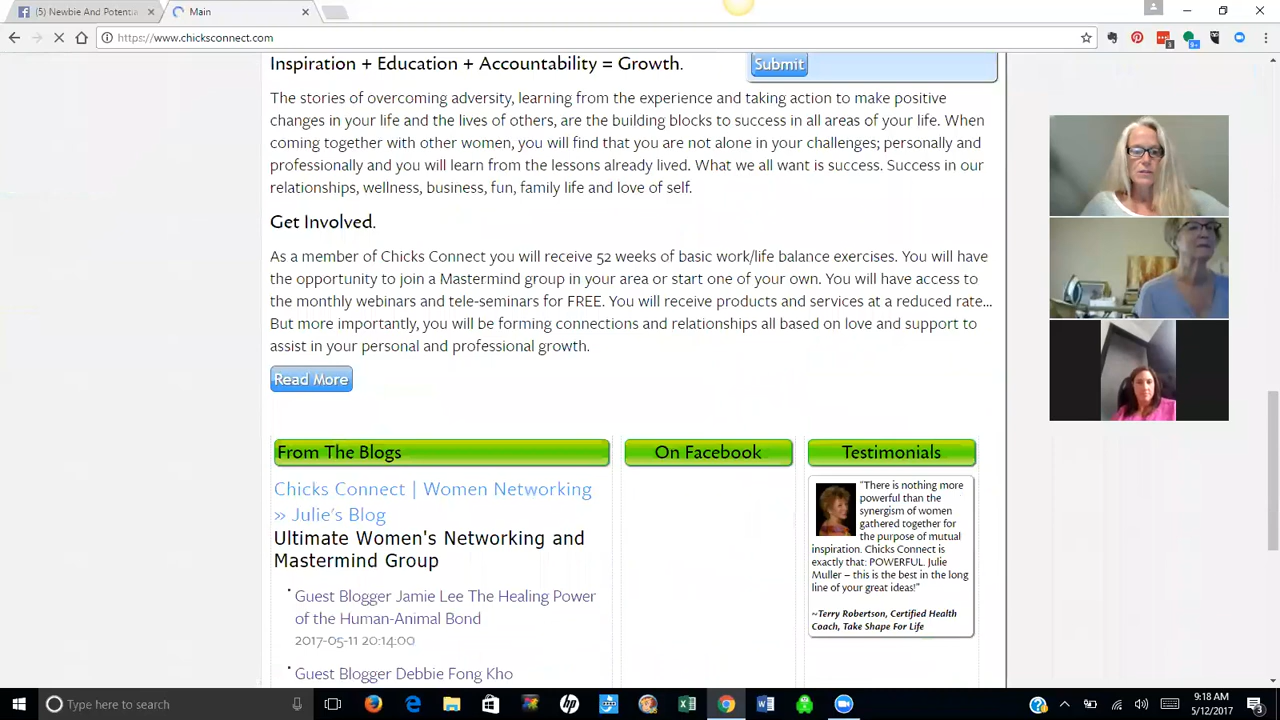 (5) Newbie And Potentia
Main
https://www.chicksconnect.com
Inspiration + Education + Accountability = Growth.
Submit
The stories of overcoming adversity, learning from the experience and taking action to make positive
changes in your life and the lives of others, are the building blocks to success in all areas of your life. When
coming together with other women, you will find that you are not alone in your challenges; personally and
professionally and you will learn from the lessons already lived. What we all want is success. Success in our
relationships, wellness, business, fun, family life and love of self.
Get Involved.
As a member of Chicks Connect you will receive 52 weeks of basic work/life balance exercises. You will have
the opportunity to join a Mastermind group in your area or start one of your own. You will have access to
the monthly webinars and tele-seminars for FREE. You will receive products and services at a reduced rate...
But more importantly, you will be forming connections and relationships all based on love and support to
assist in your personal and professional growth.
Read More
From The Blogs
On Facebook
Testimonials
Chicks Connect | Women Networking
» Julie's Blog
Ultimate Women's Networking and
Mastermind Group
Guest Blogger Jamie Lee The Healing Power
of the Human-Animal Bond
2017-05-11 20:14:00
Guest Blogger Debbie Fong Kho
"There is nothing more
powerful than the
synergism of women
gathered together for
the purpose of mutual
inspiration. Chicks Connect is
exactly that: POWERFUL. Julie
Muller – this is the best in the long
line of your great ideas!"
~Terry Robertson, Certified Health
Coach, Take Shape For Life
Type here to search
9:18 AM
5/12/2017